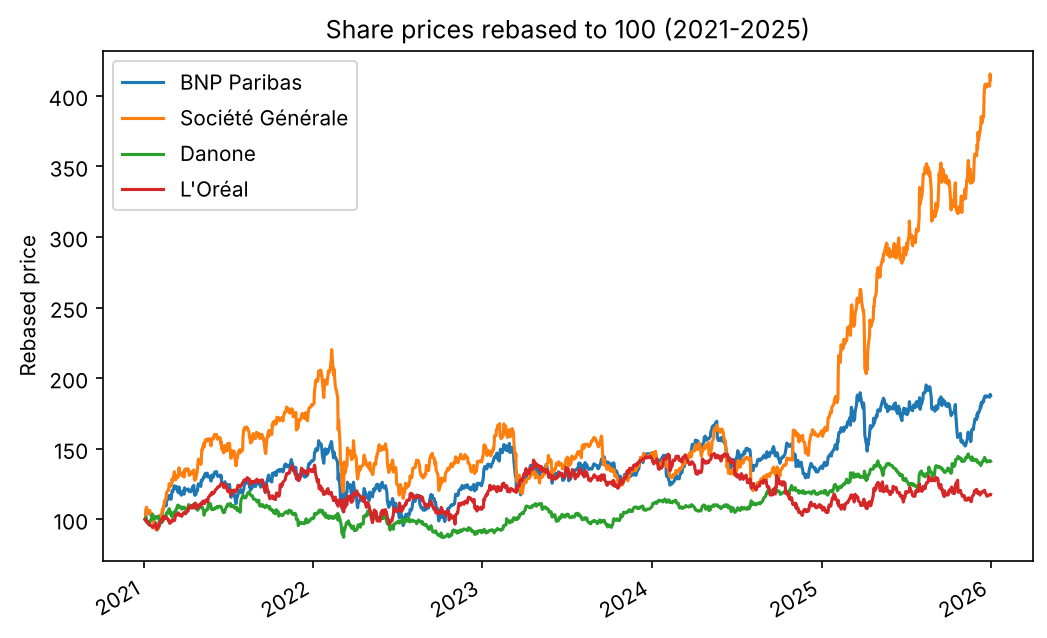 Share prices rebased to 100 (2021-2025)
BNP Paribas
Société Générale
Danone
L'Oréal
Rebased price
400
350
300
250
200
150
100
2021
2022
2023
2024
2025
2026